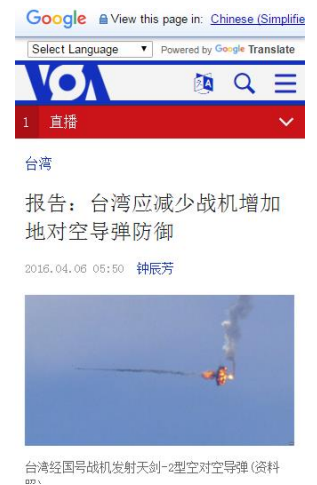 Google View this page in: Chinese (Simplifie
Select Language ▼ Powered by Google Translate
VOA
1 直播
台湾
报告：台湾应减少战机增加
地对空导弹防御
2016.04.06 05:50 钟辰芳
台湾经国号战机发射天剑-2型空对空导弹(资料
照)